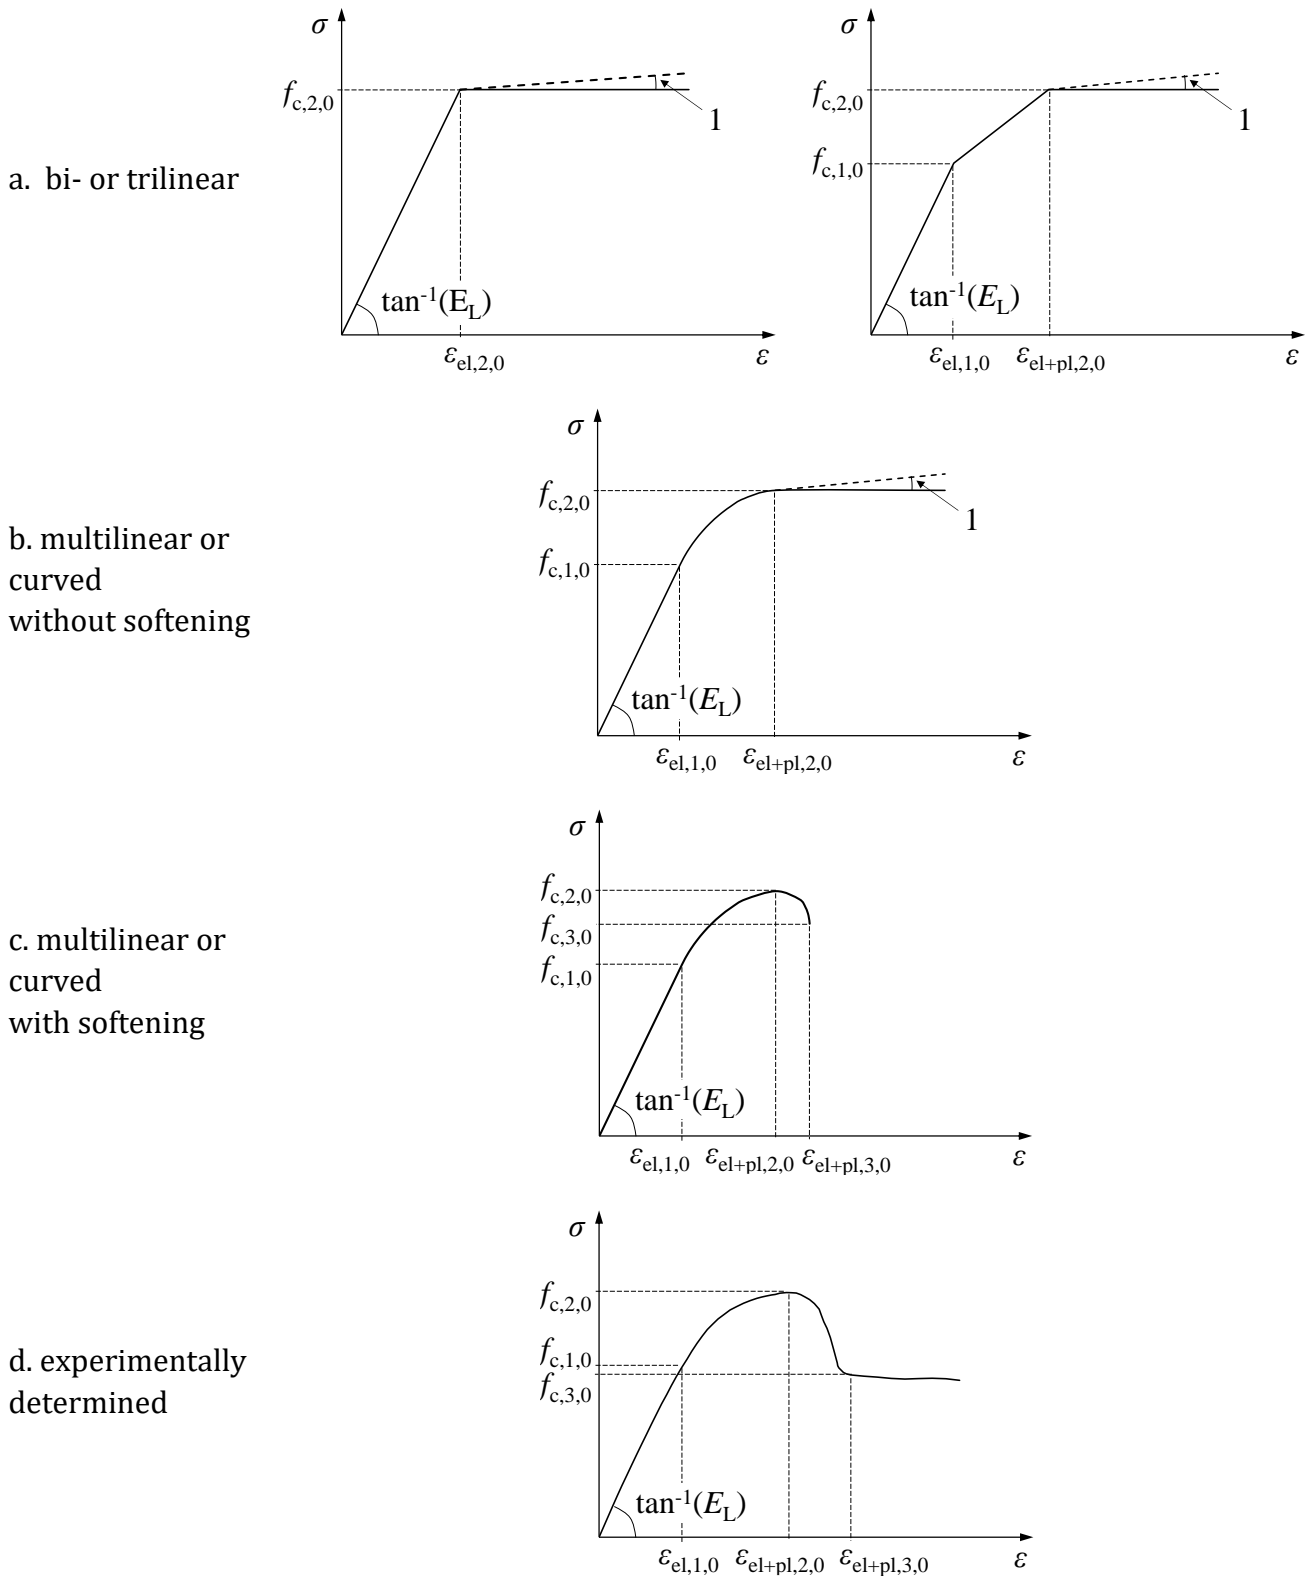 σ
f_c,2,0
1
a. bi- or trilinear
tan⁻¹(E_L)
ε_el,2,0
ε
σ
f_c,2,0
1
f_c,1,0
tan⁻¹(E_L)
ε_el,1,0 ε_el+pl,2,0 ε
σ
f_c,2,0
1
b. multilinear or
curved
without softening
f_c,1,0
tan⁻¹(E_L)
ε_el,1,0 ε_el+pl,2,0 ε
σ
f_c,2,0
f_c,3,0
f_c,1,0
c. multilinear or
curved
with softening
tan⁻¹(E_L)
ε_el,1,0 ε_el+pl,2,0 ε_el+pl,3,0 ε
σ
f_c,2,0
f_c,1,0
f_c,3,0
d. experimentally
determined
tan⁻¹(E_L)
ε_el,1,0 ε_el+pl,2,0 ε_el+pl,3,0 ε